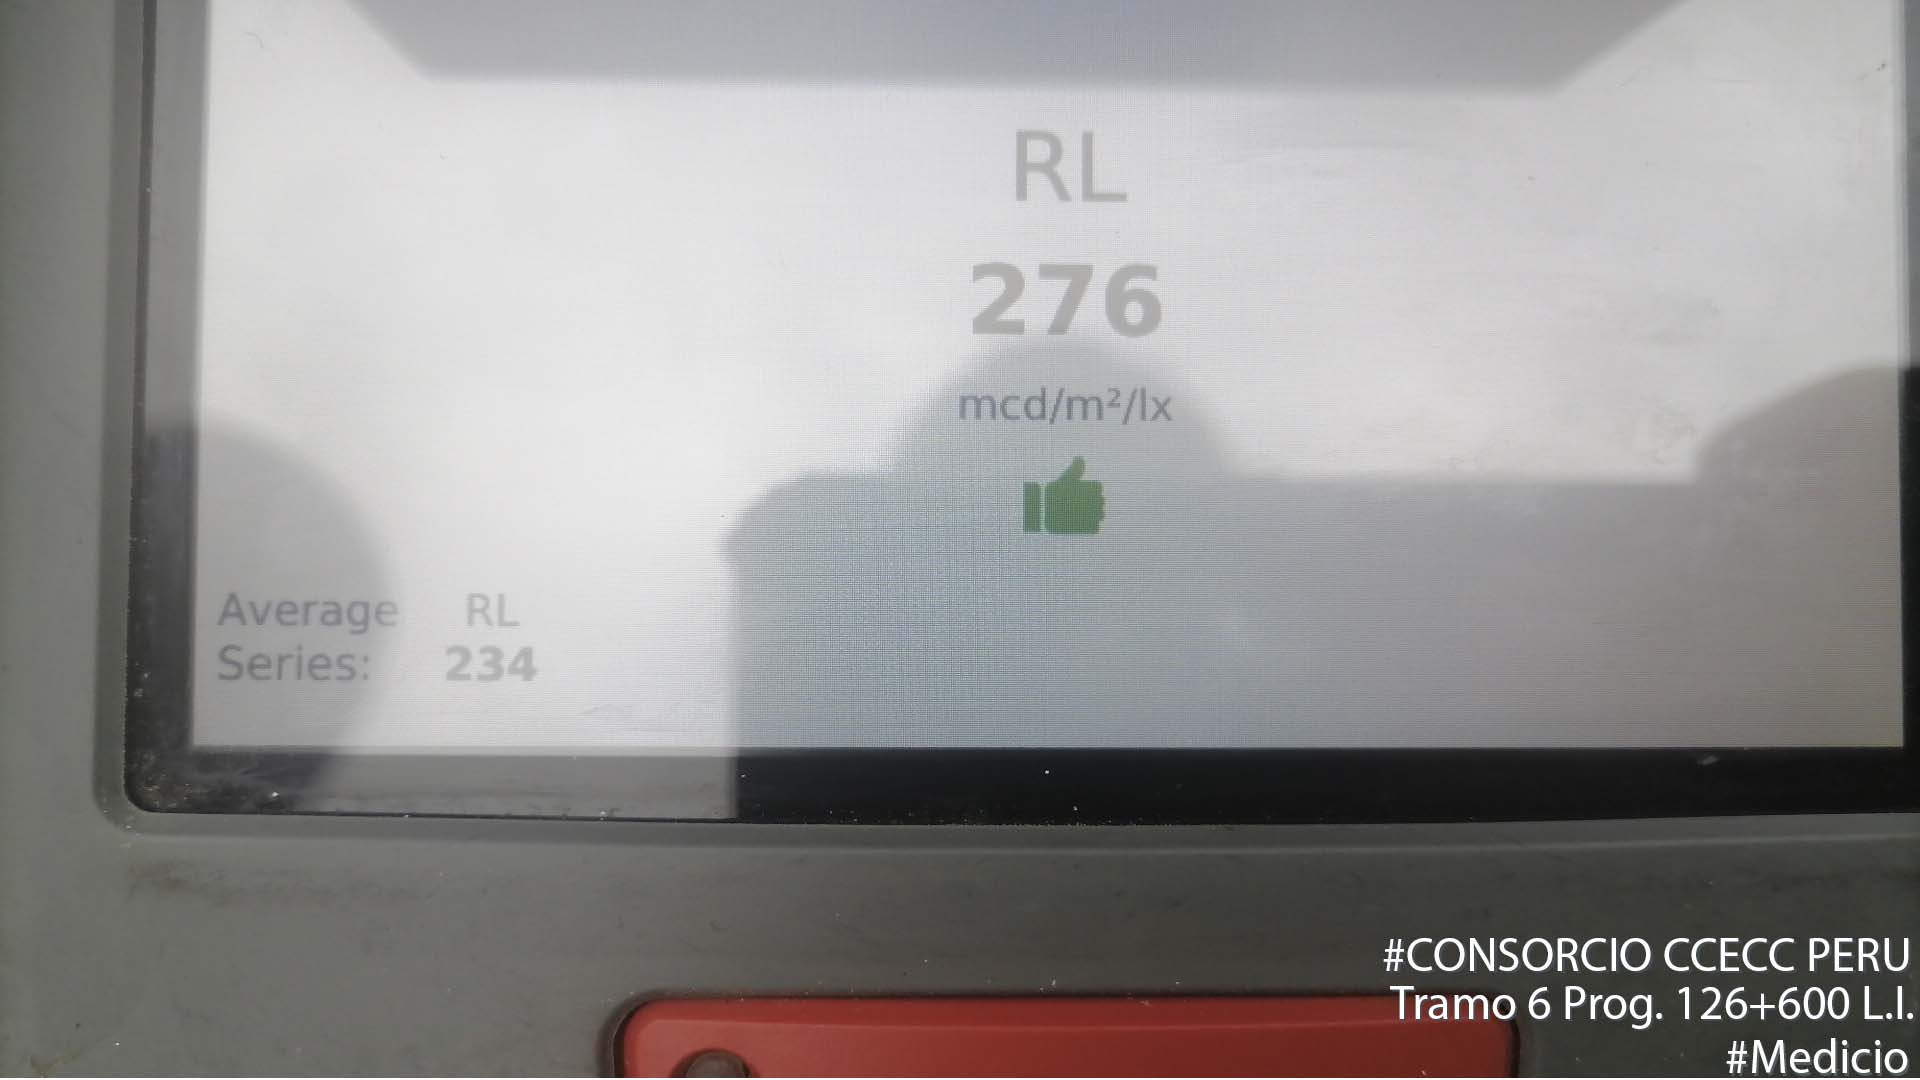 RL
276
mcd/m²/lx
Average RL
Series: 234
#CONSORCIO CCECC PERU
Tramo 6 Prog. 126+600 L.I.
#Medicio